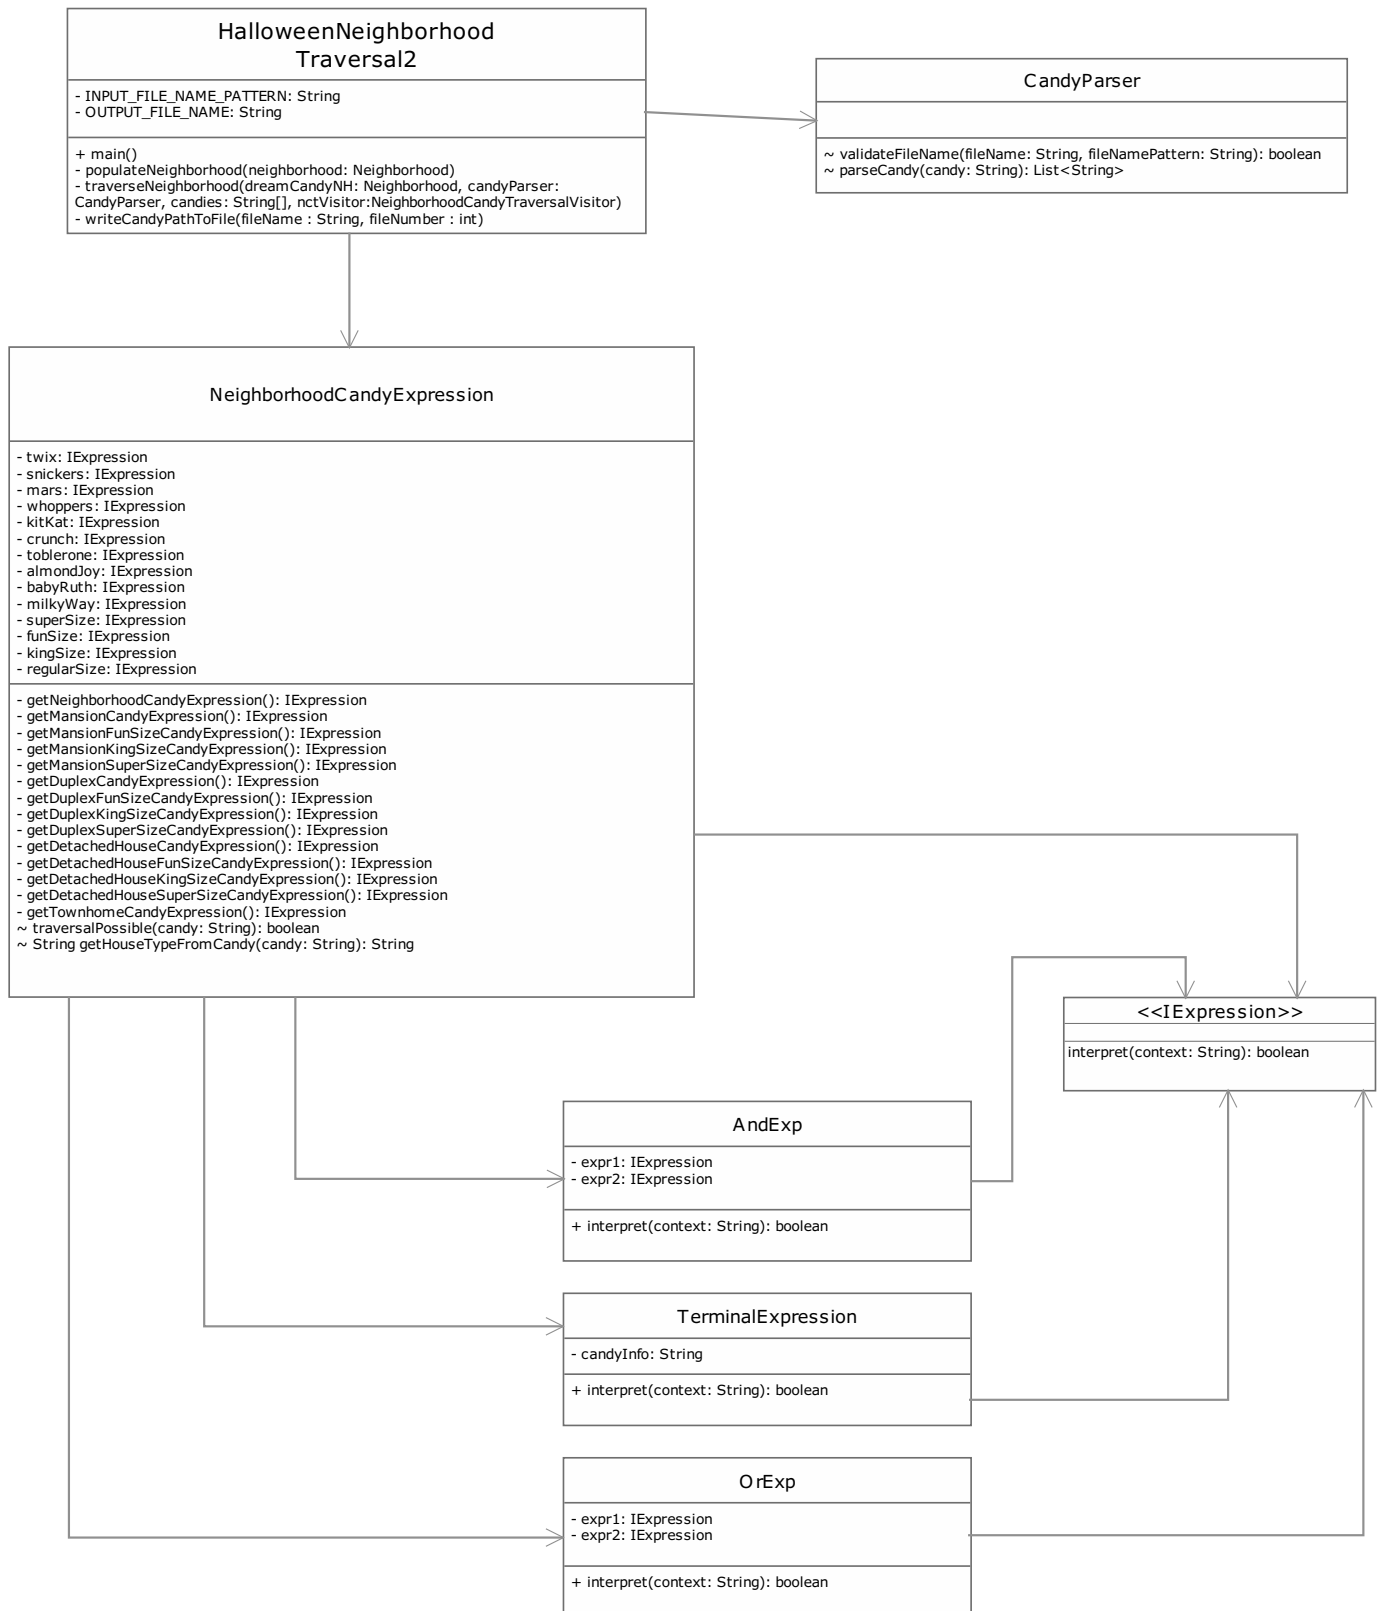 HalloweenNeighborhood
Traversal2
- INPUT_FILE_NAME_PATTERN: String
- OUTPUT_FILE_NAME: String
+ main()
- populateNeighborhood(neighborhood: Neighborhood)
- traverseNeighborhood(dreamCandyNH: Neighborhood, candyParser:
CandyParser, candies: String[], nctVisitor:NeighborhoodCandyTraversalVisitor)
- writeCandyPathToFile(fileName : String, fileNumber : int)
CandyParser
~ validateFileName(fileName: String, fileNamePattern: String): boolean
~ parseCandy(candy: String): List<String>
NeighborhoodCandyExpression
- twix: IExpression
- snickers: IExpression
- mars: IExpression
- whoppers: IExpression
- kitKat: IExpression
- crunch: IExpression
- toblerone: IExpression
- almondJoy: IExpression
- babyRuth: IExpression
- milkyWay: IExpression
- superSize: IExpression
- funSize: IExpression
- kingSize: IExpression
- regularSize: IExpression
- getNeighborhoodCandyExpression(): IExpression
- getMansionCandyExpression(): IExpression
- getMansionFunSizeCandyExpression(): IExpression
- getMansionKingSizeCandyExpression(): IExpression
- getMansionSuperSizeCandyExpression(): IExpression
- getDuplexCandyExpression(): IExpression
- getDuplexFunSizeCandyExpression(): IExpression
- getDuplexKingSizeCandyExpression(): IExpression
- getDuplexSuperSizeCandyExpression(): IExpression
- getDetachedHouseCandyExpression(): IExpression
- getDetachedHouseFunSizeCandyExpression(): IExpression
- getDetachedHouseKingSizeCandyExpression(): IExpression
- getDetachedHouseSuperSizeCandyExpression(): IExpression
- getTownhomeCandyExpression(): IExpression
~ traversalPossible(candy: String): boolean
~ String getHouseTypeFromCandy(candy: String): String
<<IExpression>>
interpret(context: String): boolean
AndExp
- expr1: IExpression
- expr2: IExpression
+ interpret(context: String): boolean
TerminalExpression
- candyInfo: String
+ interpret(context: String): boolean
OrExp
- expr1: IExpression
- expr2: IExpression
+ interpret(context: String): boolean